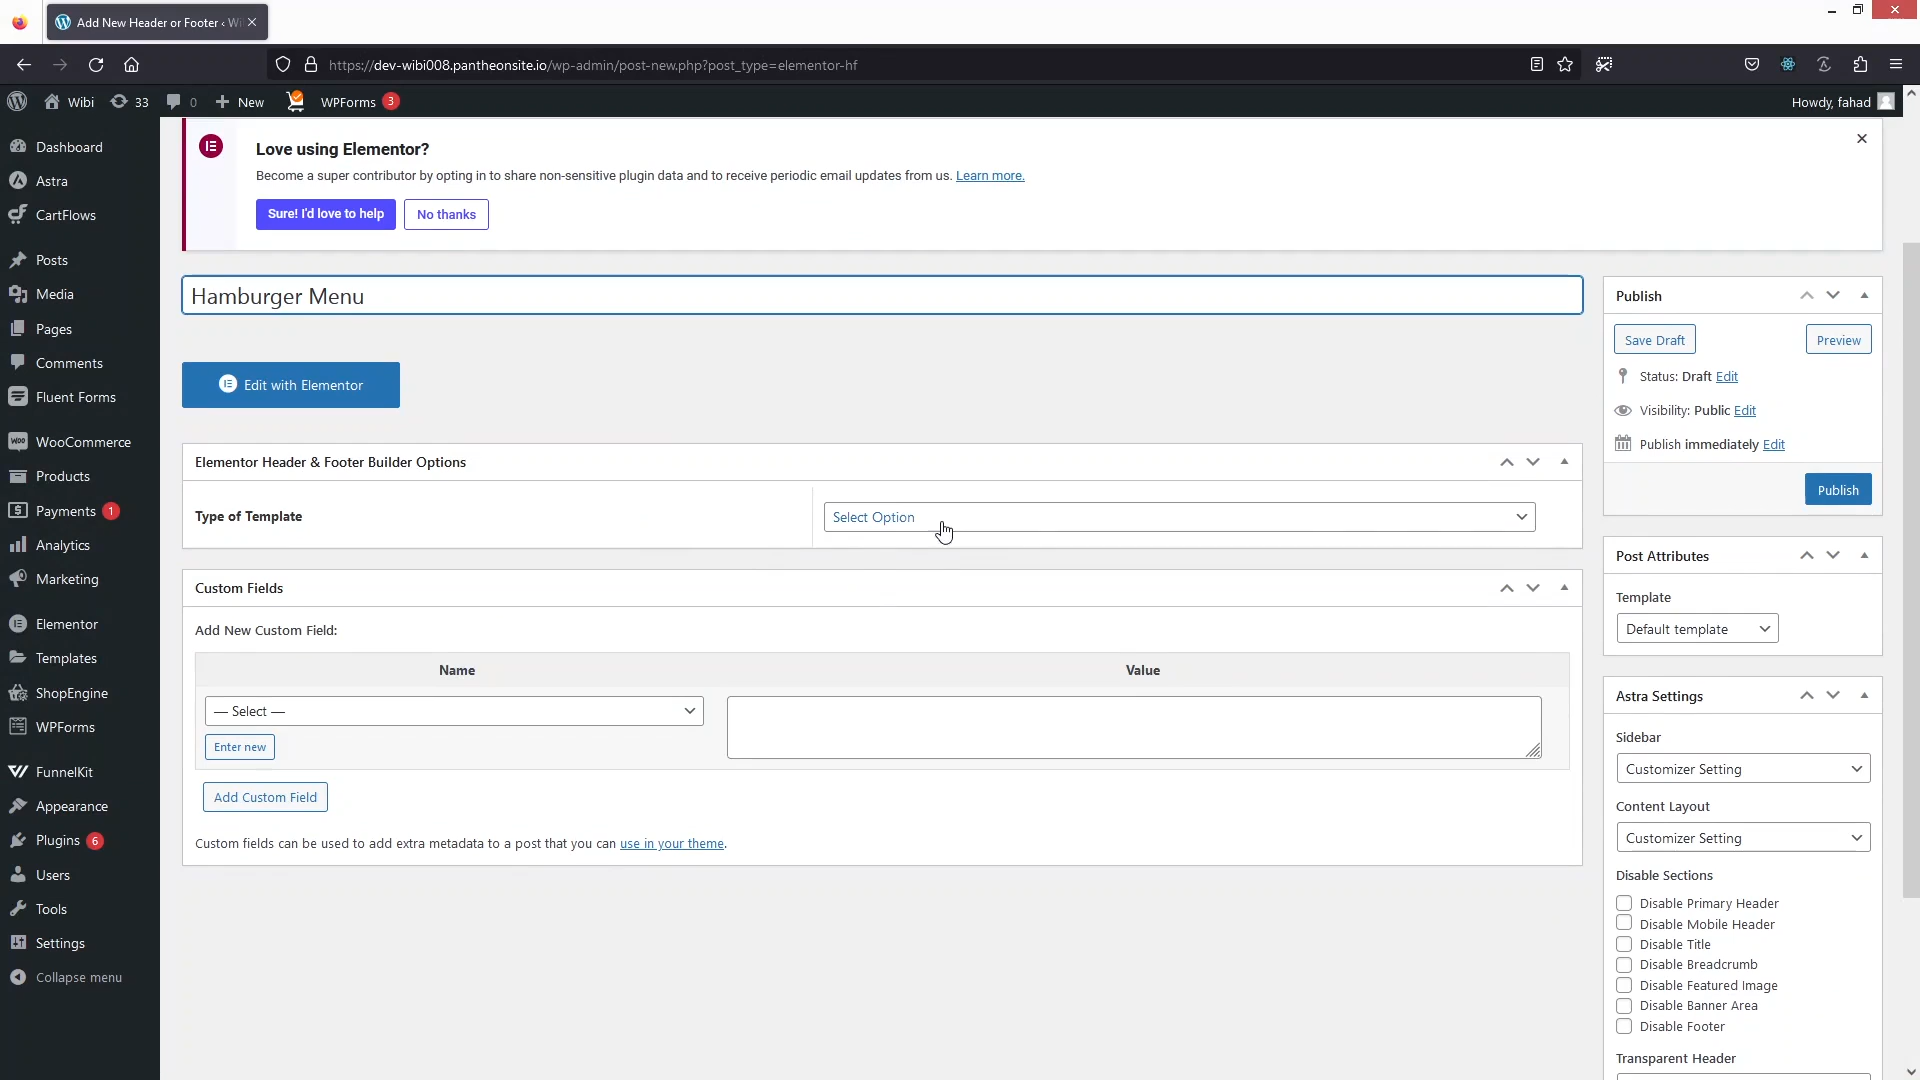 Add New Header or Footer ‹ Wi
https://dev-wibi008.pantheonsite.io/wp-admin/post-new.php?post_type=elementor-hf
Wibi
33
0
New
WPForms 3
Howdy, fahad
Dashboard
Astra
CartFlows
Posts
Media
Pages
Comments
Fluent Forms
WooCommerce
Products
Payments 1
Analytics
Marketing
Elementor
Templates
ShopEngine
WPForms
FunnelKit
Appearance
Plugins 6
Users
Tools
Settings
Collapse menu
Love using Elementor?
Become a super contributor by opting in to share non-sensitive plugin data and to receive periodic email updates from us. Learn more.
Sure! I'd love to help
No thanks
Hamburger Menu
Edit with Elementor
Elementor Header & Footer Builder Options
Type of Template
Select Option
Custom Fields
Add New Custom Field:
Name
Value
— Select —
Enter new
Add Custom Field
Custom fields can be used to add extra metadata to a post that you can use in your theme.
Publish
Save Draft
Preview
Status: Draft Edit
Visibility: Public Edit
Publish immediately Edit
Publish
Post Attributes
Template
Default template
Astra Settings
Sidebar
Customizer Setting
Content Layout
Customizer Setting
Disable Sections
Disable Primary Header
Disable Mobile Header
Disable Title
Disable Breadcrumb
Disable Featured Image
Disable Banner Area
Disable Footer
Transparent Header